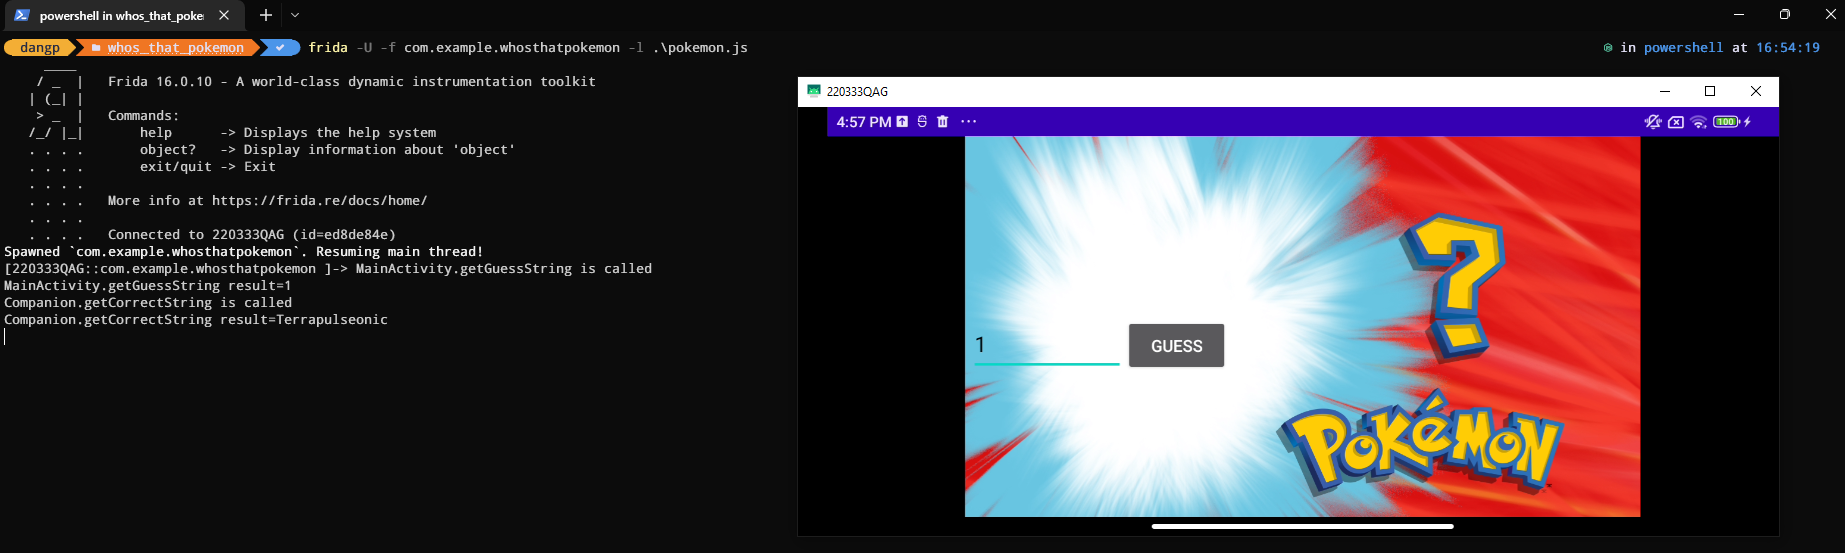 powershell in whos_that_poke
dangp whos_that_pokemon ✓ frida -U -f com.example.whosthatpokemon -l .\pokemon.js in powershell at 16:54:19
     ____
    / _  |   Frida 16.0.10 - A world-class dynamic instrumentation toolkit
   | (_| |
    > _  |   Commands:
   /_/ |_|       help      -> Displays the help system
   . . . .       object?   -> Display information about 'object'
   . . . .       exit/quit -> Exit
   . . . .
   . . . .   More info at https://frida.re/docs/home/
   . . . .
   . . . .   Connected to 220333QAG (id=ed8de84e)
Spawned `com.example.whosthatpokemon`. Resuming main thread!
[220333QAG::com.example.whosthatpokemon ]-> MainActivity.getGuessString is called
MainActivity.getGuessString result=1
Companion.getCorrectString is called
Companion.getCorrectString result=Terrapulseonic
220333QAG
4:57 PM ... 100
?
1 GUESS
POKéMON